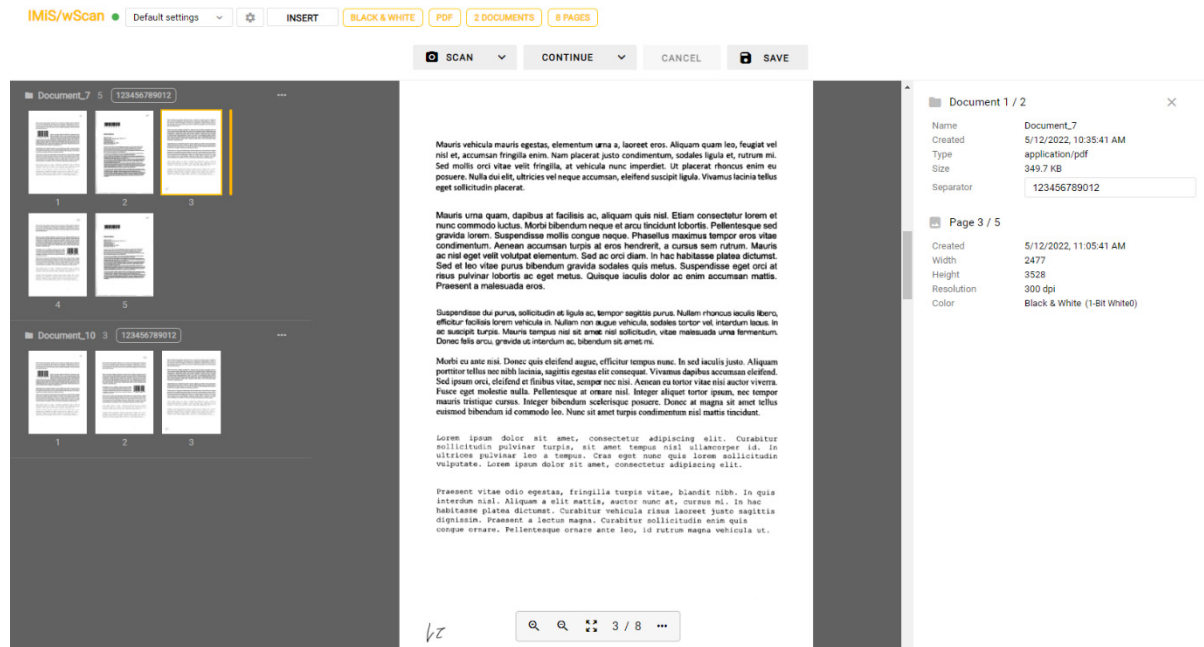 IMiS/wScan Default settings INSERT BLACK & WHITE PDF 2 DOCUMENTS 8 PAGES
SCAN CONTINUE CANCEL SAVE
Document_7 5 123456789012
1 2 3
4 5
Document_10 3 123456789012
1 2 3
Mauris vehicula mauris egestas, elementum urna a, laoreet eros. Aliquam quam leo, feugiat vel
nisl et, accumsan fringilla enim. Nam placerat justo condimentum, sodales ligula et, rutrum mi.
Sed mollis orci vitae velit fringilla, at vehicula nunc imperdiet. Ut placerat rhoncus enim eu
posuere. Nulla dui elit, ultricies vel neque accumsan, eleifend suscipit ligula. Vivamus lacinia tellus
eget sollicitudin placerat.
Mauris urna quam, dapibus at facilisis ac, aliquam quis nisl. Etiam consectetur lorem et
nunc commodo luctus. Morbi bibendum neque et arcu tincidunt lobortis. Pellentesque sed
gravida lorem. Suspendisse mollis congue neque. Phasellus maximus tempor eros vitae
condimentum. Aenean accumsan turpis at eros hendrerit, a cursus sem rutrum. Mauris
ac nisl eget velit volutpat elementum. Sed ac orci diam. In hac habitasse platea dictumst.
Sed et leo vitae purus bibendum gravida sodales quis metus. Suspendisse eget orci at
risus pulvinar lobortis ac eget metus. Quisque iaculis dolor ac enim accumsan mattis.
Praesent a malesuada eros.
Suspendisse dui purus, sollicitudin at ligula ac, tempor sagittis purus. Nullam rhoncus iaculis libero,
efficitur facilisis lorem vehicula in. Nullam non augue vehicula, sodales tortor vel, interdum lacus. In
ac suscipit turpis. Mauris tempus nisl sit amet nisl sollicitudin, vitae malesuada urna fermentum.
Donec felis arcu, gravida ut interdum ac, bibendum sit amet mi.
Morbi eu ante nisi. Donec quis eleifend augue, efficitur tempus nunc. In sed iaculis justo. Aliquam
porttitor tellus nec nibh lacinia, sagittis egestas elit consequat. Vivamus dapibus accumsan eleifend.
Sed ipsum orci, eleifend et finibus vitae, semper nec nisi. Aenean eu tortor vitae nisi auctor viverra.
Fusce eget molestie nulla. Pellentesque at ornare nisl. Integer aliquet tortor ipsum, nec tempor
mauris tristique cursus. Integer bibendum scelerisque posuere. Donec at magna sit amet tellus
euismod bibendum id commodo leo. Nunc sit amet turpis condimentum nisl mattis tincidunt.
Lorem ipsum dolor sit amet, consectetur adipiscing elit. Curabitur
sollicitudin pulvinar turpis, sit amet tempus nisl ullamcorper id. In
ultrices pulvinar leo a tempus. Cras eget nunc quis lorem sollicitudin
vulputate. Lorem ipsum dolor sit amet, consectetur adipiscing elit.
Praesent vitae odio egestas, fringilla turpis vitae, blandit nibh. In quis
interdum nisl. Aliquam a elit mattis, auctor nunc at, cursus mi. In hac
habitasse platea dictumst. Curabitur vehicula risus laoreet justo sagittis
dignissim. Praesent a lectus magna. Curabitur sollicitudin enim quis
congue ornare. Pellentesque ornare ante leo, id rutrum magna vehicula ut.
3 / 8
Document 1 / 2
Name Document_7
Created 5/12/2022, 10:35:41 AM
Type application/pdf
Size 349.7 KB
Separator 123456789012
Page 3 / 5
Created 5/12/2022, 11:05:41 AM
Width 2477
Height 3528
Resolution 300 dpi
Color Black & White (1-Bit White0)